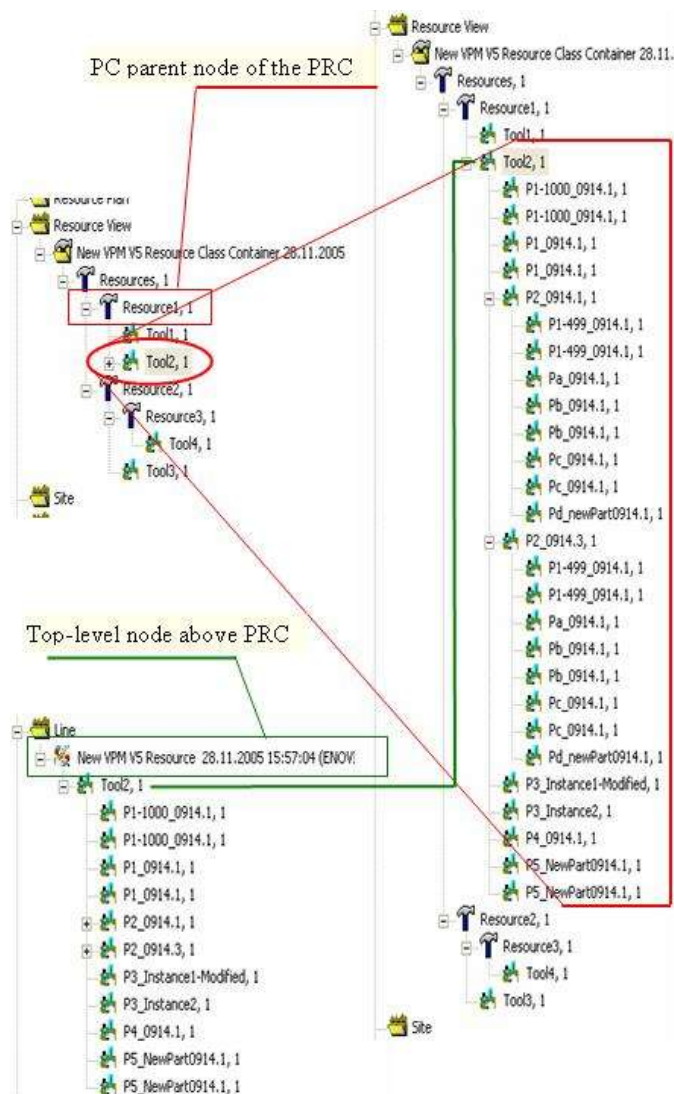 PC parent node of the PRC
Resource Plan
Resource View
New VPM V5 Resource Class Container 28.11.2005
Resources, 1
Resource1, 1
Tool1, 1
Tool2, 1
Resource2, 1
Resource3, 1
Tool4, 1
Tool3, 1
Site
Top-level node above PRC
Line
New VPM V5 Resource 28.11.2005 15:57:04 (ENOV:
Tool2, 1
P1-1000_0914.1, 1
P1-1000_0914.1, 1
P1_0914.1, 1
P1_0914.1, 1
P2_0914.1, 1
P2_0914.3, 1
P3_Instance1-Modified, 1
P3_Instance2, 1
P4_0914.1, 1
P5_NewPart0914.1, 1
P5_NewPart0914.1, 1
Resource View
New VPM V5 Resource Class Container 28.11.
Resources, 1
Resource1, 1
Tool1, 1
Tool2, 1
P1-1000_0914.1, 1
P1-1000_0914.1, 1
P1_0914.1, 1
P1_0914.1, 1
P2_0914.1, 1
P1-499_0914.1, 1
P1-499_0914.1, 1
Pa_0914.1, 1
Pb_0914.1, 1
Pb_0914.1, 1
Pc_0914.1, 1
Pc_0914.1, 1
Pd_newPart0914.1, 1
P2_0914.3, 1
P1-499_0914.1, 1
P1-499_0914.1, 1
Pa_0914.1, 1
Pb_0914.1, 1
Pb_0914.1, 1
Pc_0914.1, 1
Pc_0914.1, 1
Pd_newPart0914.1, 1
P3_Instance1-Modified, 1
P3_Instance2, 1
P4_0914.1, 1
P5_NewPart0914.1, 1
P5_NewPart0914.1, 1
Resource2, 1
Resource3, 1
Tool4, 1
Tool3, 1
Site